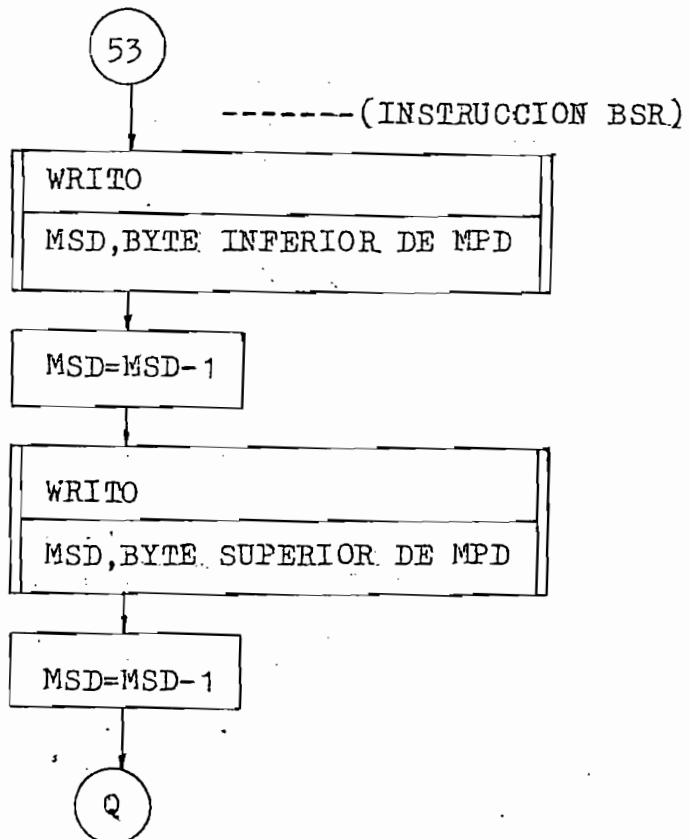 53
-------(INSTRUCCION BSR)
WRITO
MSD,BYTE INFERIOR DE MPD
MSD=MSD-1
WRITO
MSD,BYTE SUPERIOR DE MPD
MSD=MSD-1
Q